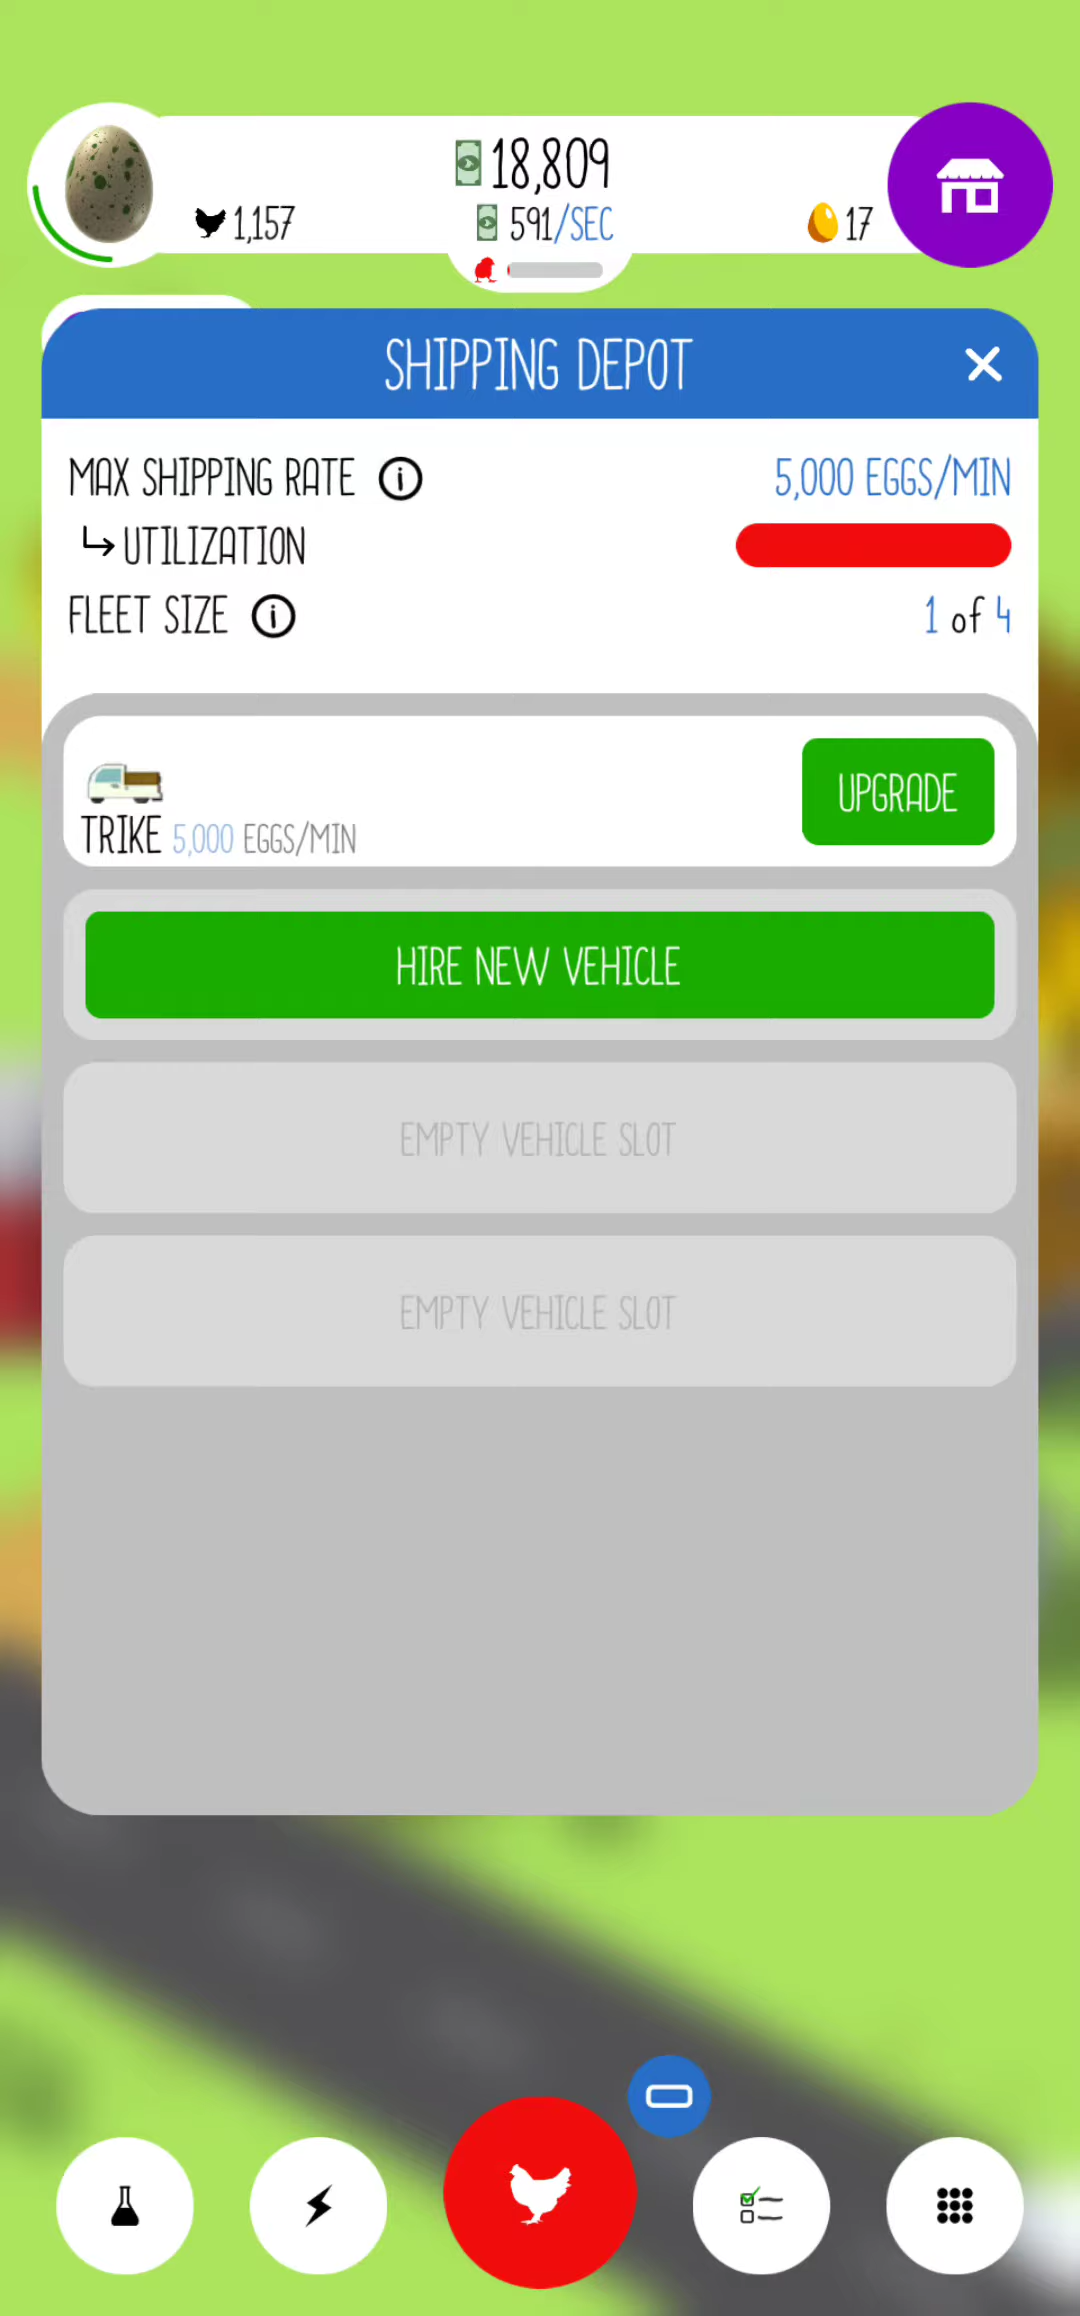 18,809
1,157
591/SEC
17
SHIPPING DEPOT
MAX SHIPPING RATE
5,000 EGGS/MIN
UTILIZATION
FLEET SIZE
1 of 4
TRIKE 5,000 EGGS/MIN
UPGRADE
HIRE NEW VEHICLE
EMPTY VEHICLE SLOT
EMPTY VEHICLE SLOT